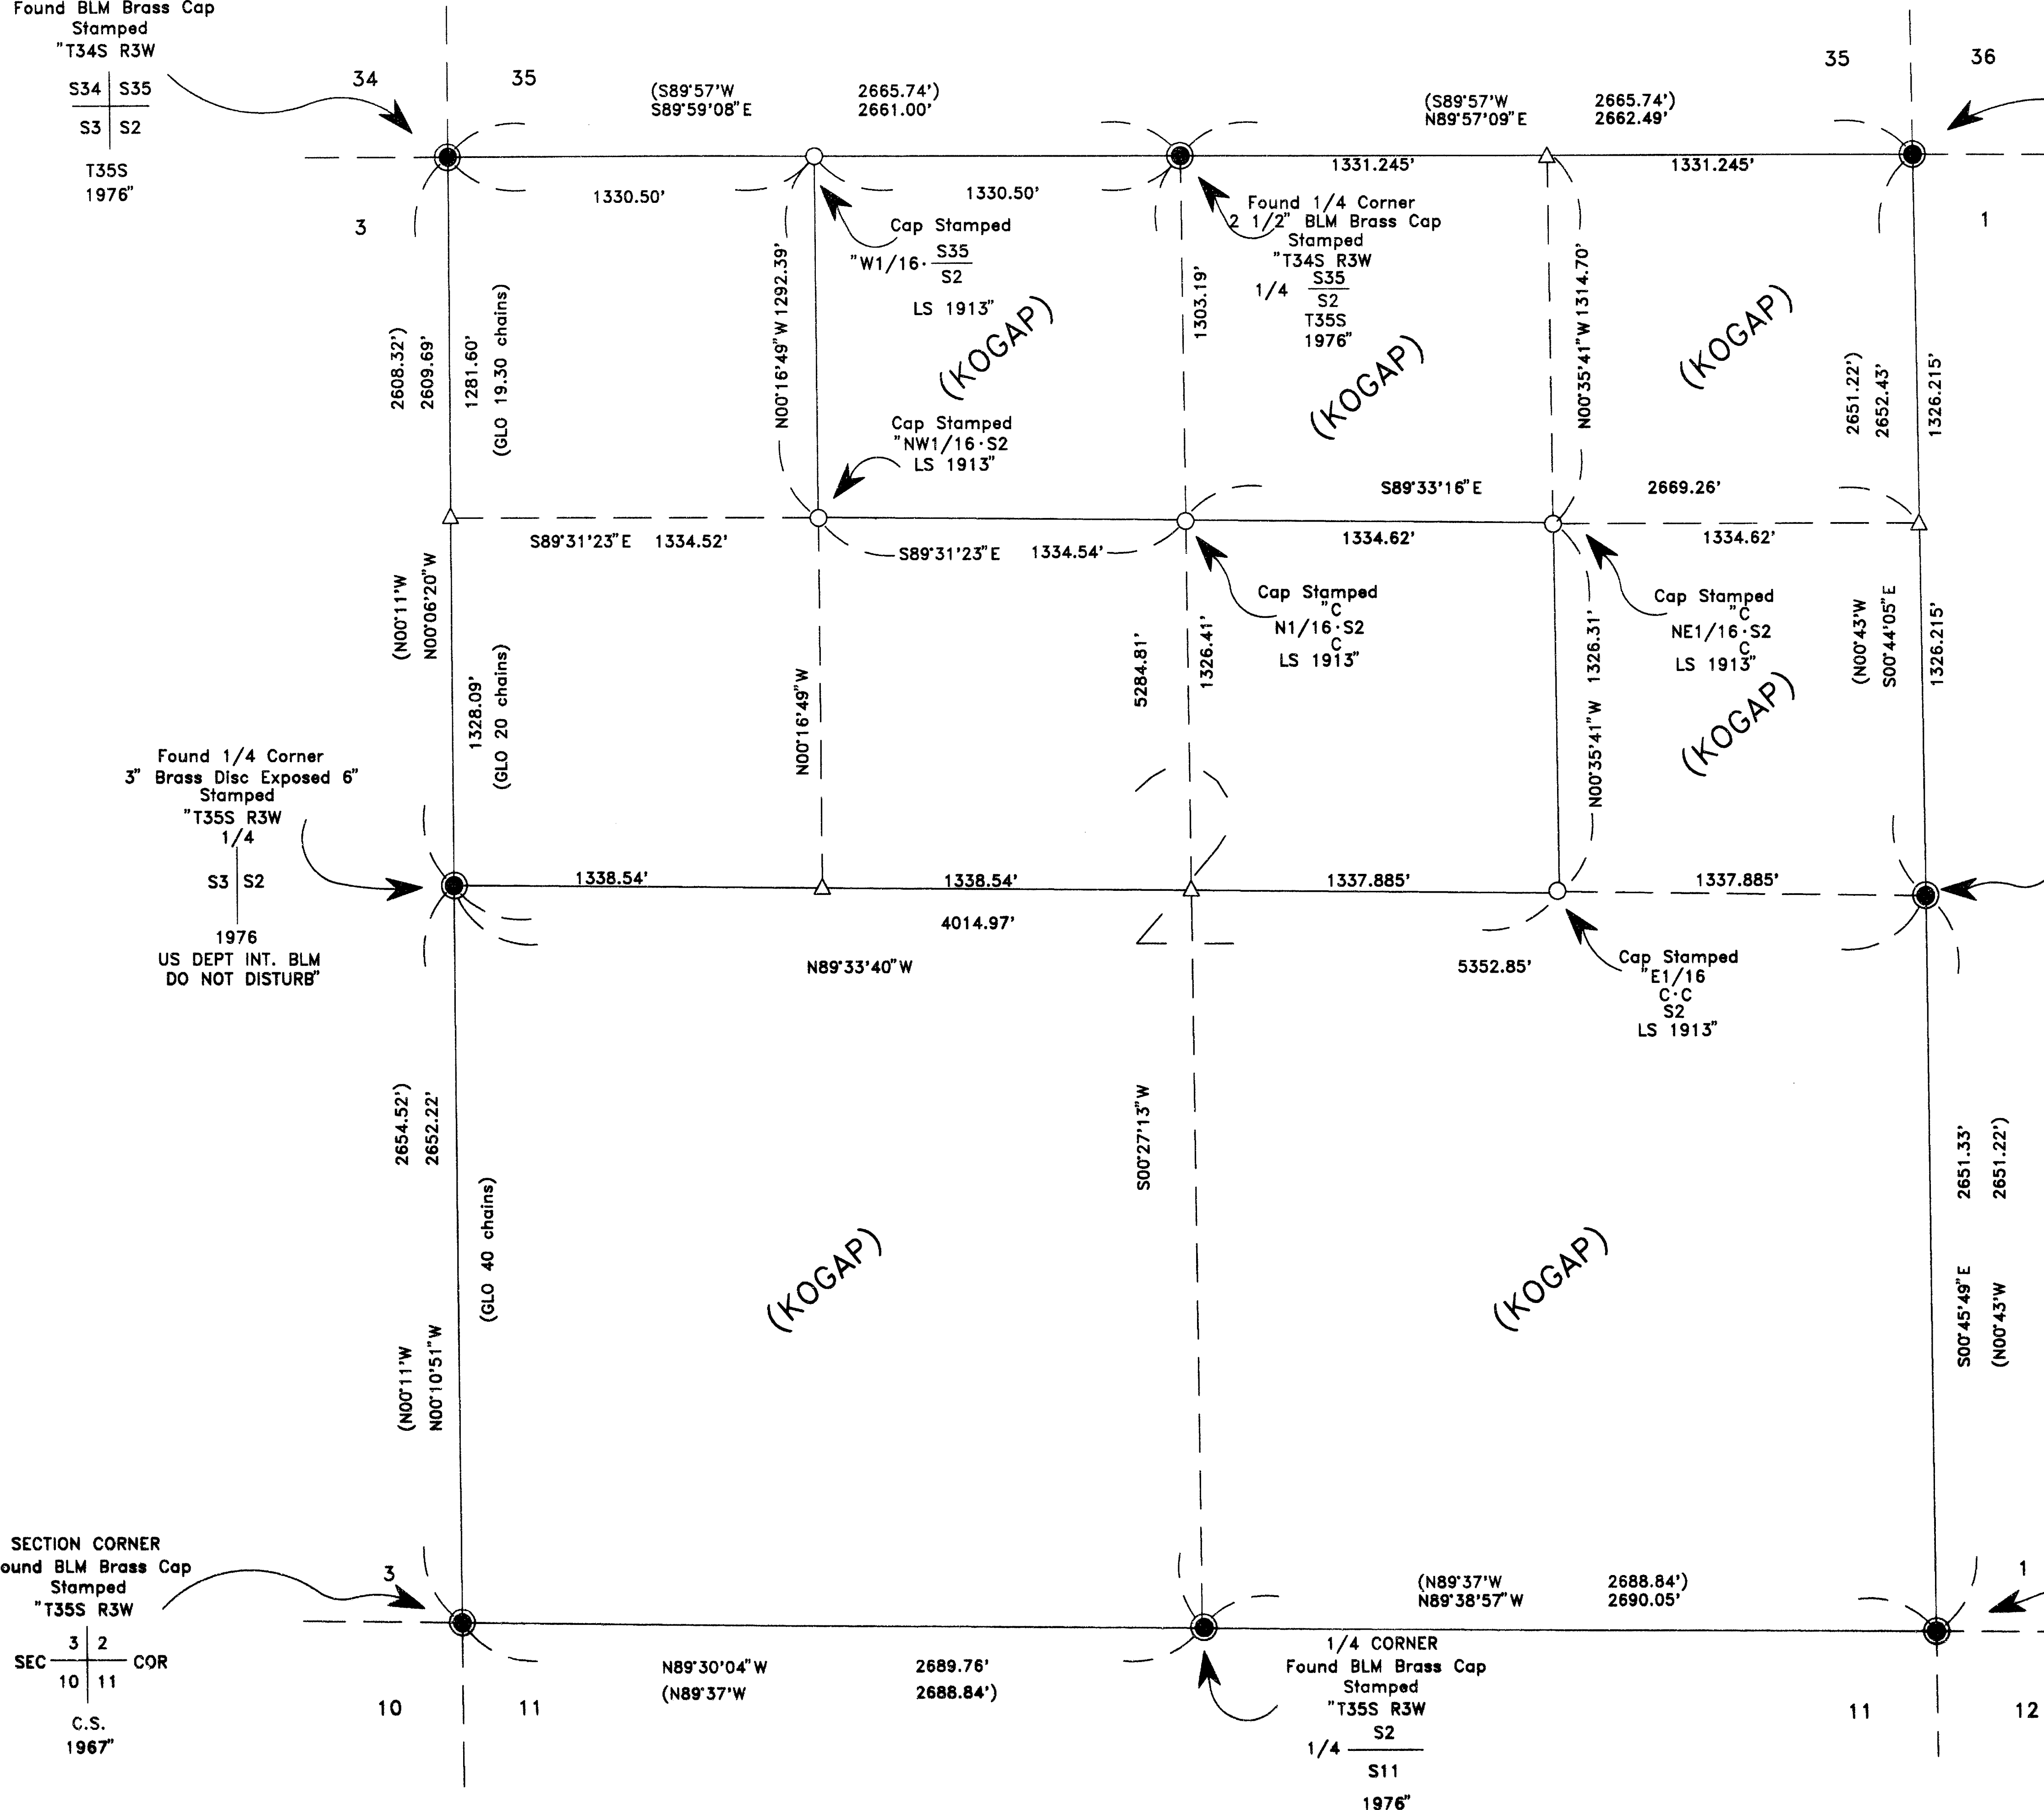 Found BLM Brass Cap
Stamped
"T34S R3W
S34 S35
S3 S2
T35S
1976"
34
35
(S89°57'W 2665.74')
S89°59'08"E 2661.00'
(S89°57'W 2665.74')
N89°57'09"E 2662.49'
35
36
1330.50'
1330.50'
1331.245'
1331.245'
3
1
Cap Stamped
"W1/16· S35
S2
LS 1913"
Found 1/4 Corner
2 1/2" BLM Brass Cap
Stamped
"T34S R3W
1/4 S35
S2
T35S
1976"
2608.32')
2609.69'
1281.60'
(GLO 19.30 chains)
N00°16'49"W 1292.39'
(KOGAP)
1303.19'
(KOGAP)
N00°35'41"W 1314.70'
(KOGAP)
2651.22')
2652.43'
1326.215'
Cap Stamped
"NW1/16·S2
LS 1913"
S89°33'16"E 2669.26'
S89°31'23"E 1334.52'
S89°31'23"E 1334.54'
1334.62'
1334.62'
(N00°11'W
N00°06'20"W
1328.09'
(GLO 20 chains)
N00°16'49"W
5284.81'
1326.41'
Cap Stamped
"C
N1/16·S2
C
LS 1913"
N00°35'41"W 1326.31'
Cap Stamped
"C
NE1/16·S2
C
LS 1913"
(KOGAP)
(N00°43'W
S00°44'05"E
1326.215'
Found 1/4 Corner
3" Brass Disc Exposed 6"
Stamped
"T35S R3W
1/4
S3 S2
1976
US DEPT INT. BLM
DO NOT DISTURB"
1338.54'
1338.54'
1337.885'
1337.885'
4014.97'
N89°33'40"W 5352.85'
Cap Stamped
"E1/16
C·C
S2
LS 1913"
2654.52')
2652.22'
(GLO 40 chains)
(N00°11'W
N00°10'51"W
S00°27'13"W
(KOGAP)
(KOGAP)
2651.33'
2651.22')
S00°45'49"E
(N00°43'W
SECTION CORNER
ound BLM Brass Cap
Stamped
"T35S R3W
3 2
SEC COR
10 11
C.S.
1967"
3
1
(N89°37'W 2688.84')
N89°38'57"W 2690.05'
N89°30'04"W 2689.76'
(N89°37'W 2688.84')
10
11
1/4 CORNER
Found BLM Brass Cap
Stamped
"T35S R3W
S2
1/4
S11
1976"
11
12